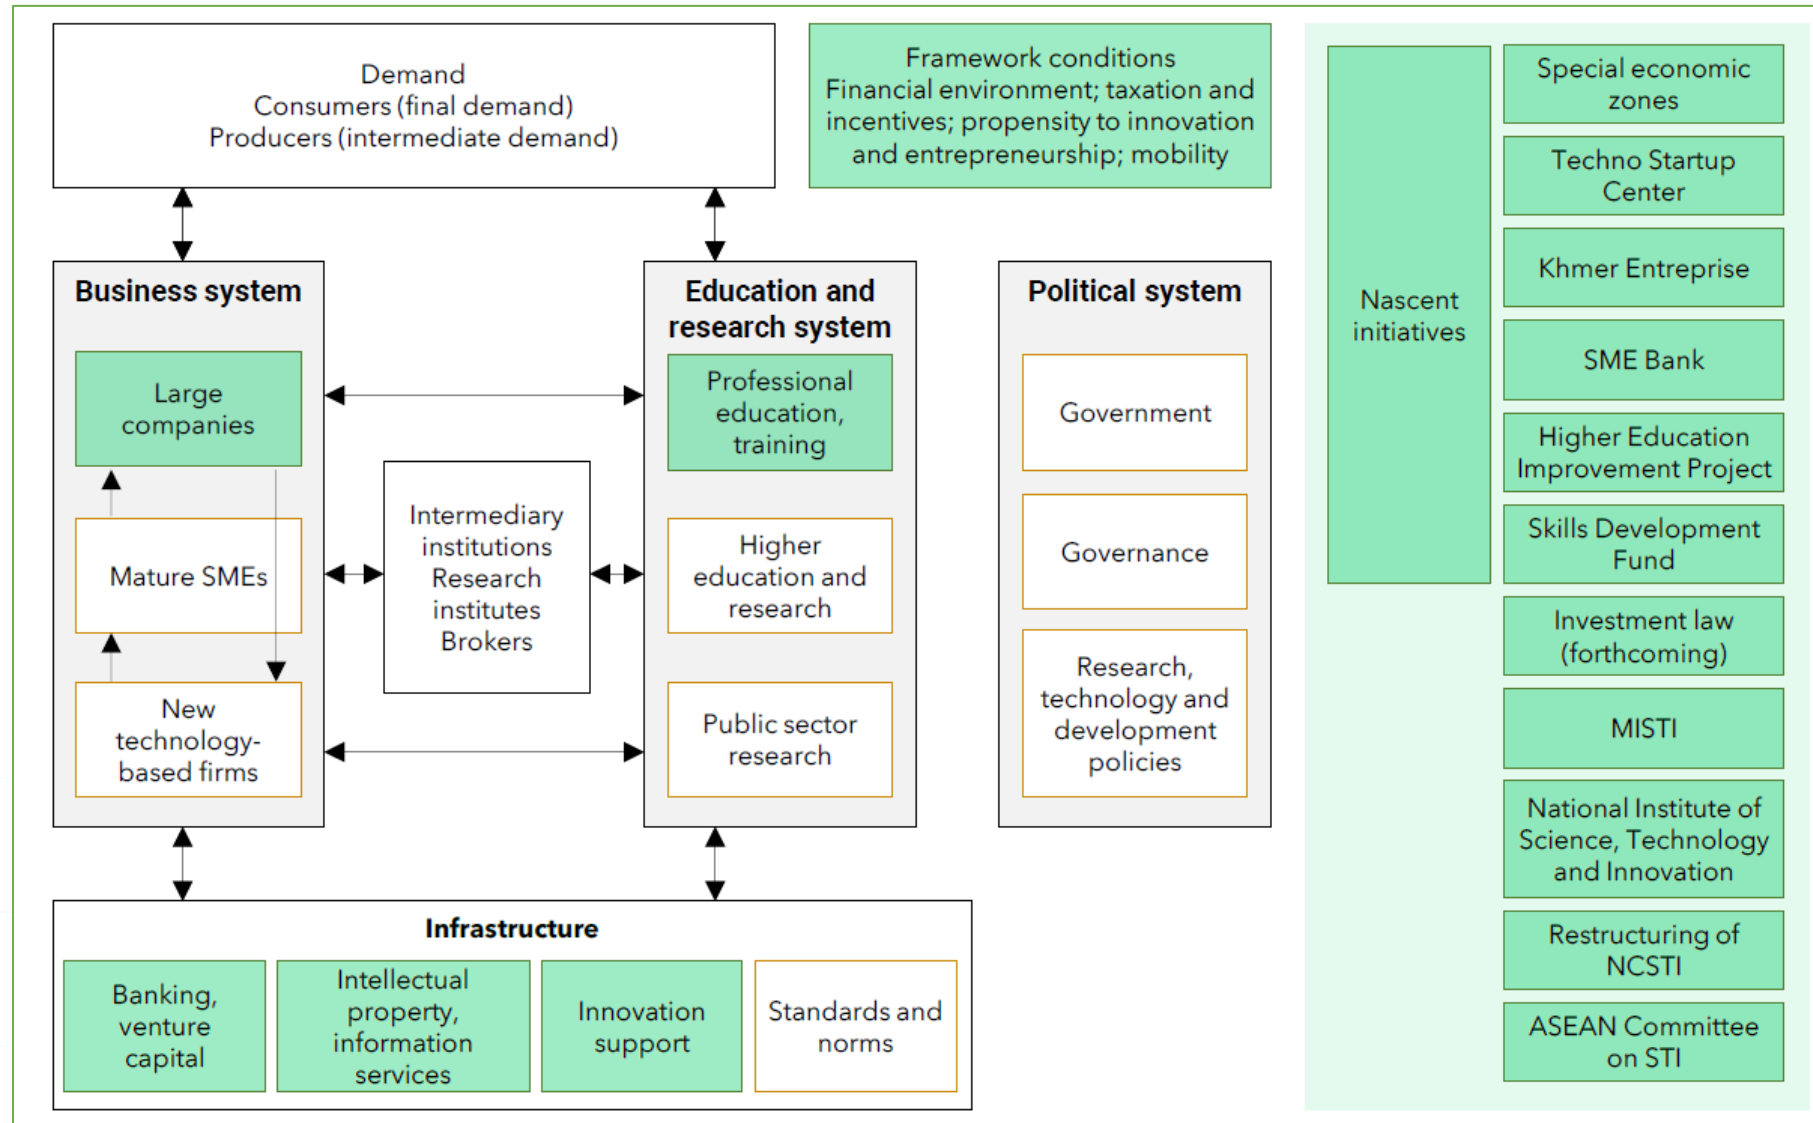 Demand
Consumers (final demand)
Producers (intermediate demand)
Framework conditions
Financial environment; taxation and
incentives; propensity to innovation
and entrepreneurship; mobility
Business system
Large
companies
Mature SMEs
New
technology-
based firms
Intermediary
institutions
Research
institutes
Brokers
Education and
research system
Professional
education,
training
Higher
education and
research
Public sector
research
Political system
Government
Governance
Research,
technology and
development
policies
Infrastructure
Banking,
venture
capital
Intellectual
property,
information
services
Innovation
support
Standards and
norms
Nascent
initiatives
Special economic
zones
Techno Startup
Center
Khmer Entreprise
SME Bank
Higher Education
Improvement Project
Skills Development
Fund
Investment law
(forthcoming)
MISTI
National Institute of
Science, Technology
and Innovation
Restructuring of
NCSTI
ASEAN Committee
on STI